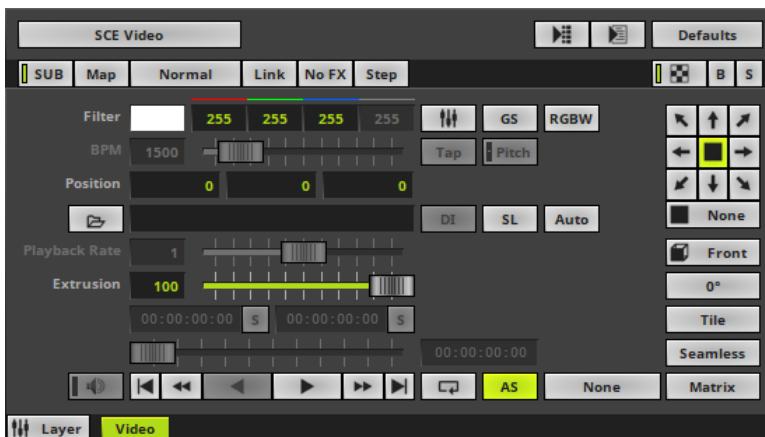 SCE Video Defaults
SUB Map Normal Link No FX Step B S
Filter 255 255 255 255 GS RGBW
BPM 1500 Tap Pitch
Position 0 0 0
None
DI SL Auto
Playback Rate 1 Front
Extrusion 100 0°
00:00:00:00 S 00:00:00:00 S Tile
00:00:00:00 Seamless
AS None Matrix
Layer Video